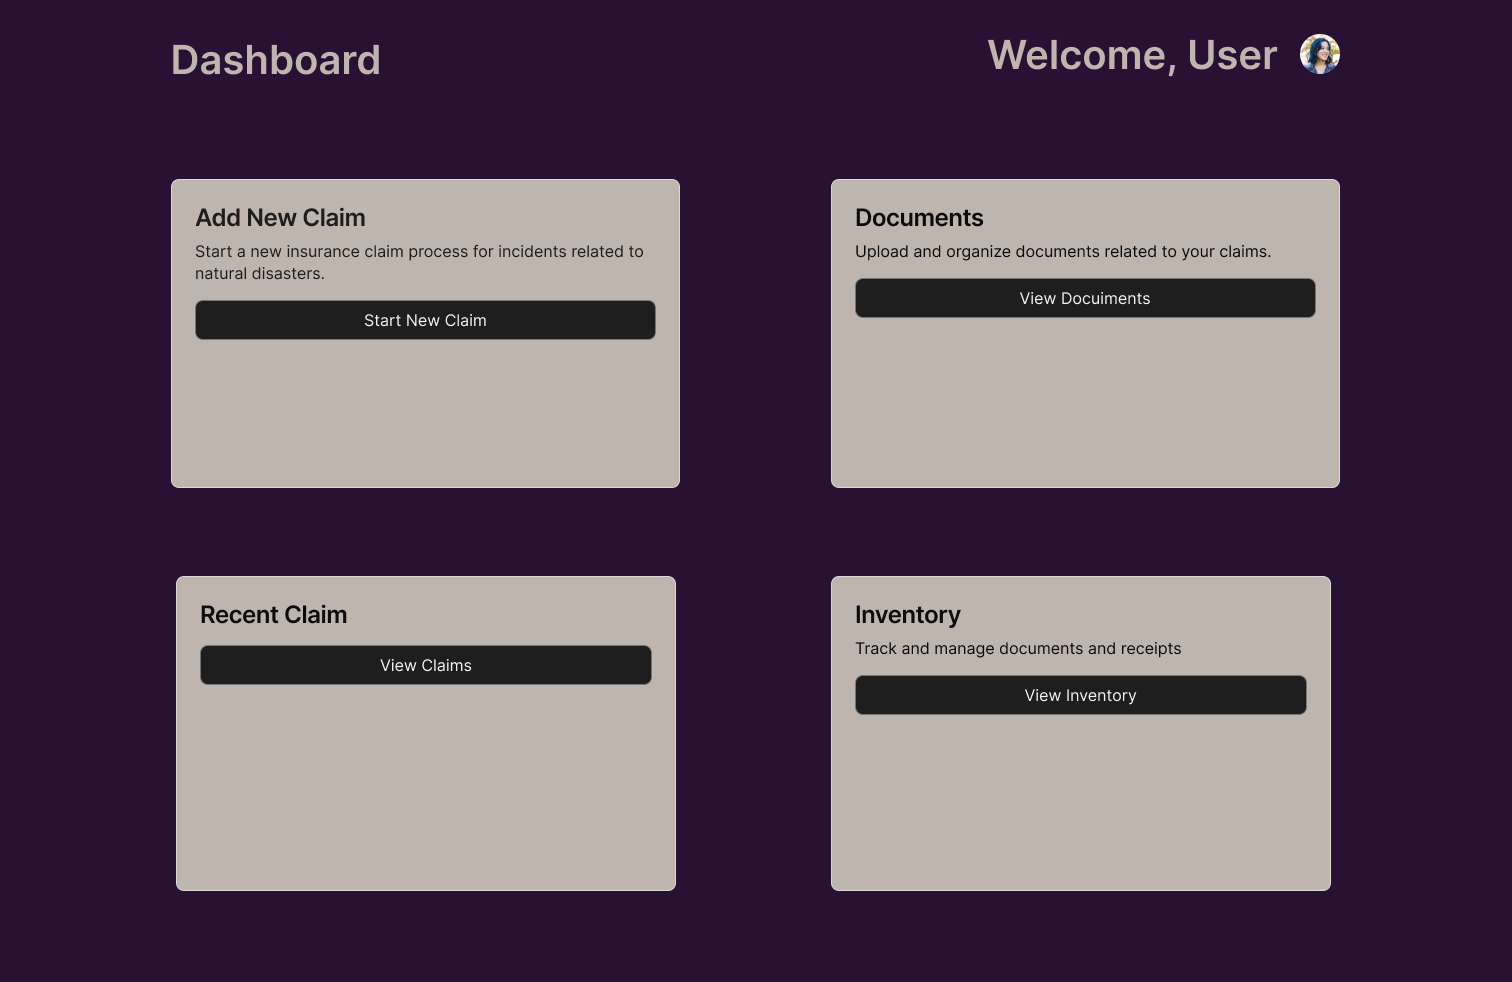 Dashboard
Welcome, User
Add New Claim
Start a new insurance claim process for incidents related to
natural disasters.
Start New Claim
Documents
Upload and organize documents related to your claims.
View Docuiments
Recent Claim
View Claims
Inventory
Track and manage documents and receipts
View Inventory